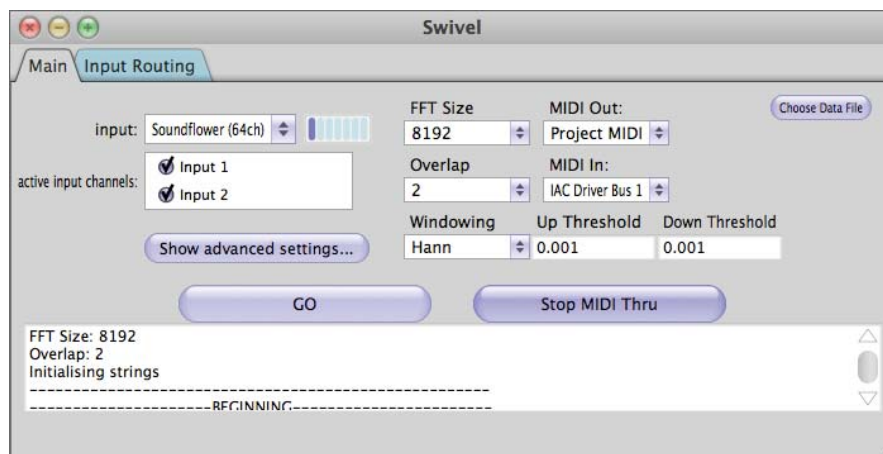 Swivel
Main Input Routing
FFT Size MIDI Out: Choose Data File
input: Soundflower (64ch) 8192 Project MIDI
active input channels: Input 1 Overlap MIDI In:
Input 2 2 IAC Driver Bus 1
Windowing Up Threshold Down Threshold
Show advanced settings... Hann 0.001 0.001
GO Stop MIDI Thru
FFT Size: 8192
Overlap: 2
Initialising strings
----------------------------------------------------
---------------------BEGINNING-----------------------